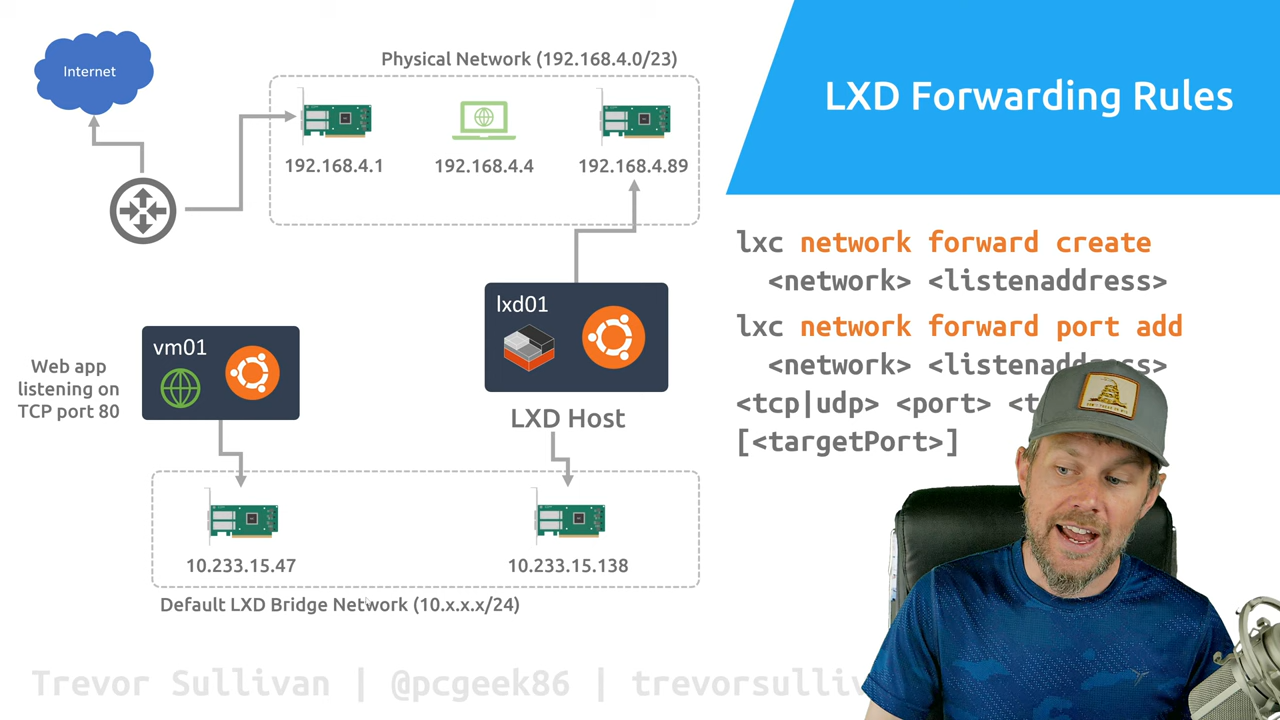 Internet
Physical Network (192.168.4.0/23)
192.168.4.1
192.168.4.4
192.168.4.89
LXD Forwarding Rules
lxc network forward create
<network> <listenaddress>
lxc network forward port add
<network> <listenaddress>
<tcp|udp> <port> <t
[<targetPort>]
lxd01
LXD Host
vm01
Web app
listening on
TCP port 80
10.233.15.47
10.233.15.138
Default LXD Bridge Network (10.x.x.x/24)
Trevor Sullivan | @pcgeek86 | trevorsulliv